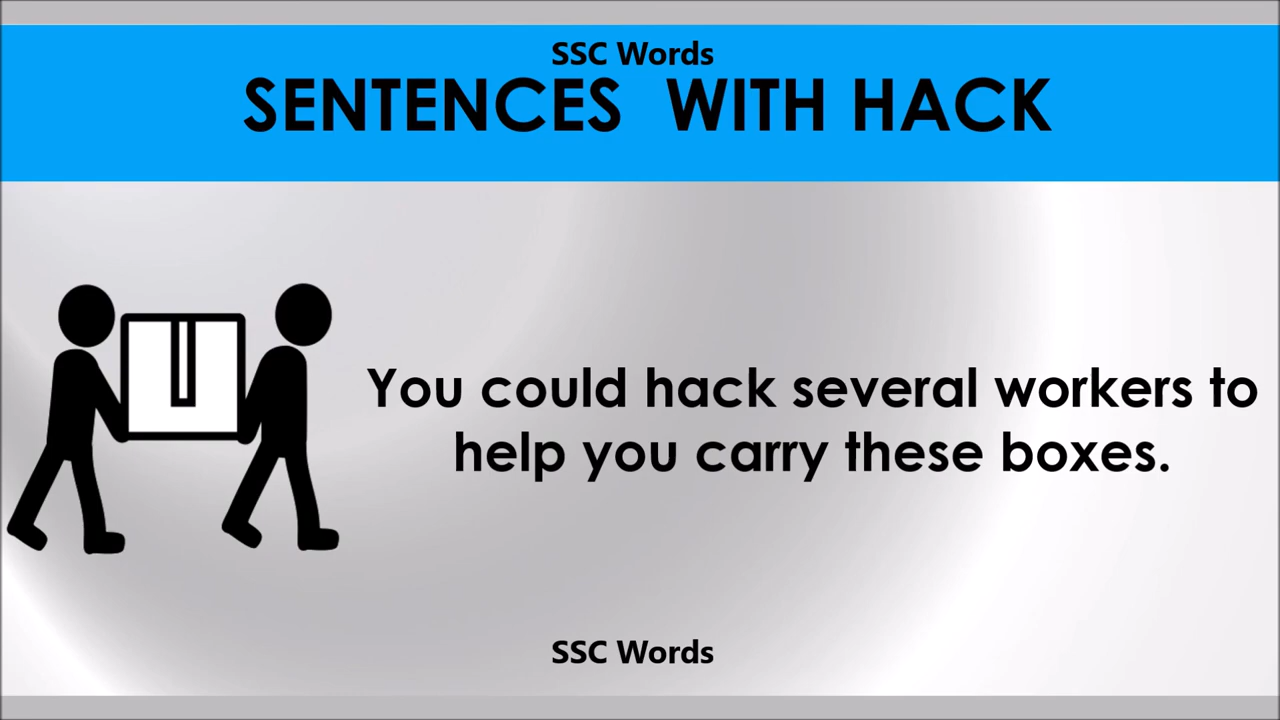 SSC Words
SENTENCES WITH HACK
You could hack several workers to
help you carry these boxes.
SSC Words